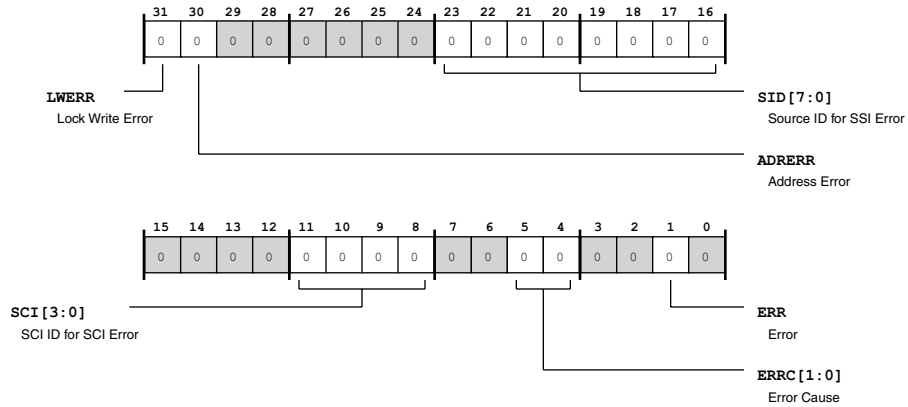 31 30 29 28 27 26 25 24 23 22 21 20 19 18 17 16
0 0 0 0 0 0 0 0 0 0 0 0 0 0 0 0
LWERR
Lock Write Error
SID[7:0]
Source ID for SSI Error
ADRERR
Address Error
15 14 13 12 11 10 9 8 7 6 5 4 3 2 1 0
0 0 0 0 0 0 0 0 0 0 0 0 0 0 0 0
SCI[3:0]
SCI ID for SCI Error
ERR
Error
ERRC[1:0]
Error Cause